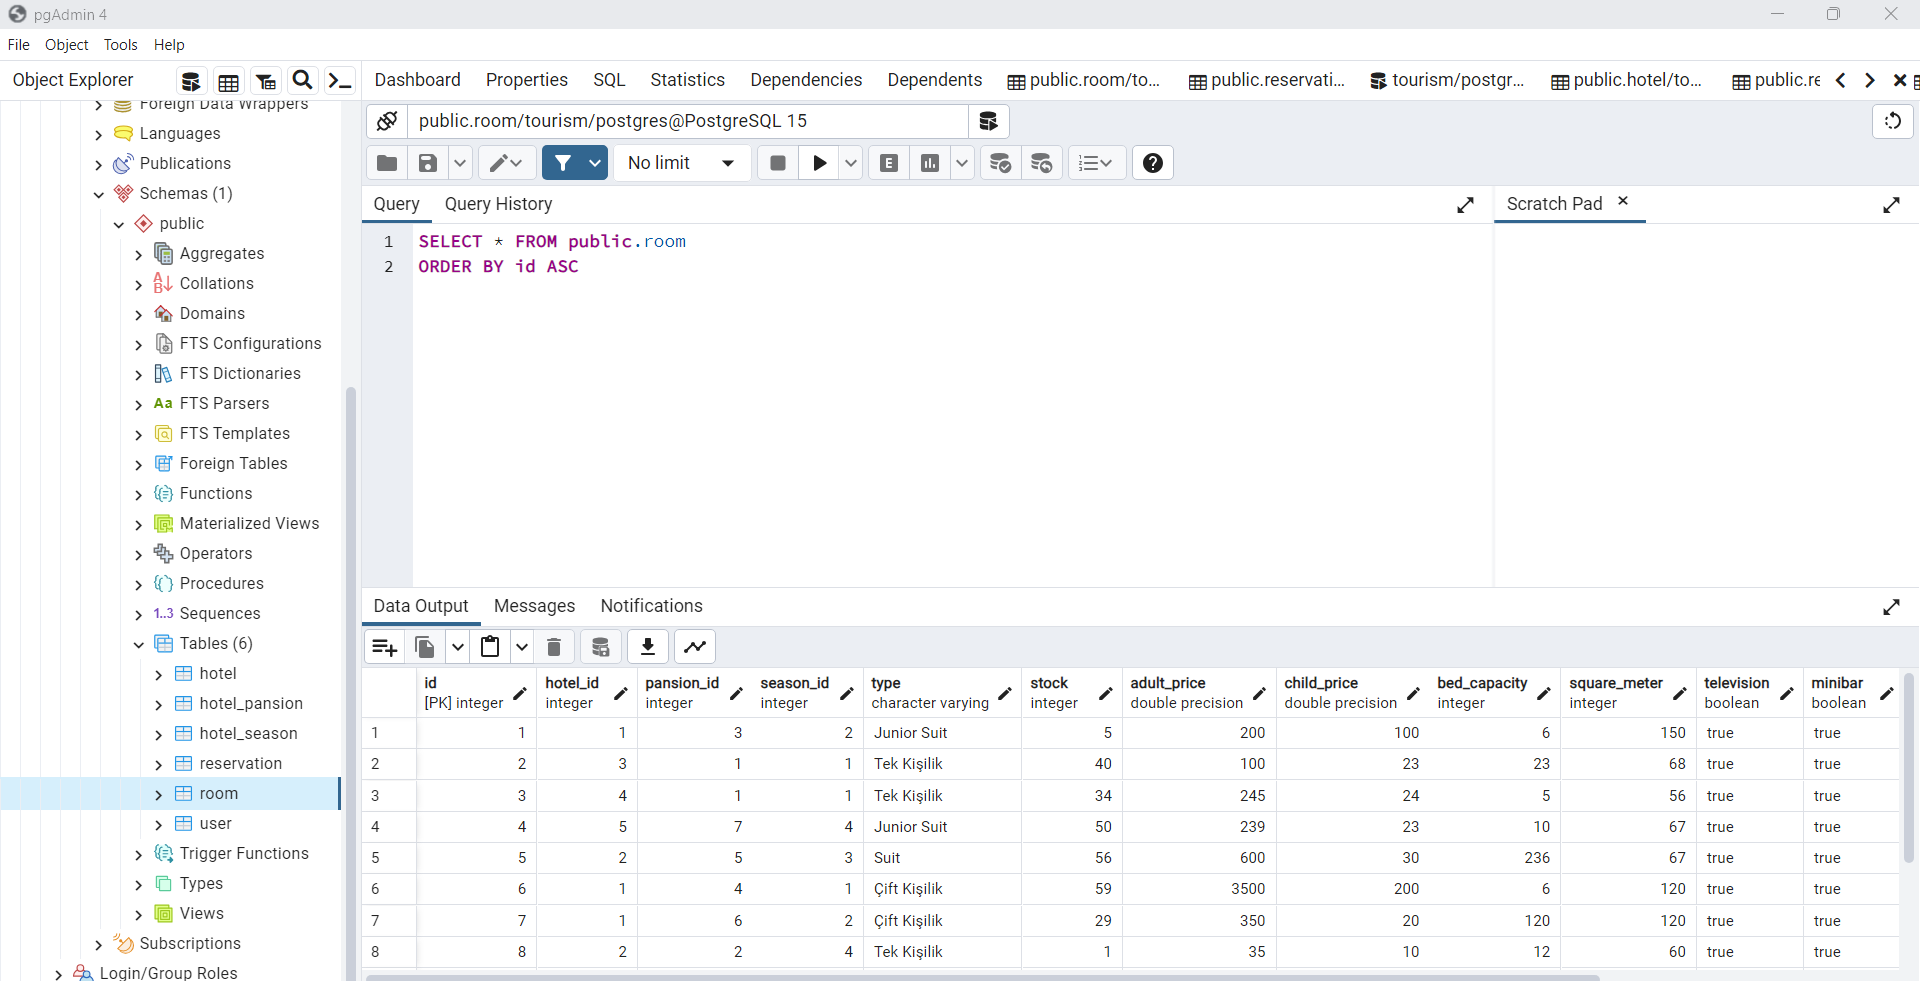 pgAdmin 4
File Object Tools Help
Object Explorer
Dashboard Properties SQL Statistics Dependencies Dependents public.room/to... public.reservati... tourism/postgr... public.hotel/to... public.re
Foreign Data Wrappers
Languages
Publications
Schemas (1)
public
Aggregates
Collations
Domains
FTS Configurations
FTS Dictionaries
Aa FTS Parsers
FTS Templates
Foreign Tables
Functions
Materialized Views
Operators
Procedures
1..3 Sequences
Tables (6)
hotel
hotel_pansion
hotel_season
reservation
room
user
Trigger Functions
Types
Views
Subscriptions
Login/Group Roles
public.room/tourism/postgres@PostgreSQL 15
No limit
E
Query Query History
Scratch Pad
1 SELECT * FROM public.room
2 ORDER BY id ASC
Data Output Messages Notifications
id hotel_id pansion_id season_id type stock adult_price child_price bed_capacity square_meter television minibar
[PK] integer integer integer integer character varying integer double precision double precision integer integer boolean boolean
1 1 1 3 2 Junior Suit 5 200 100 6 150 true true
2 2 3 1 1 Tek Kişilik 40 100 23 23 68 true true
3 3 4 1 1 Tek Kişilik 34 245 24 5 56 true true
4 4 5 7 4 Junior Suit 50 239 23 10 67 true true
5 5 2 5 3 Suit 56 600 30 236 67 true true
6 6 1 4 1 Çift Kişilik 59 3500 200 6 120 true true
7 7 1 6 2 Çift Kişilik 29 350 20 120 120 true true
8 8 2 2 4 Tek Kişilik 1 35 10 12 60 true true